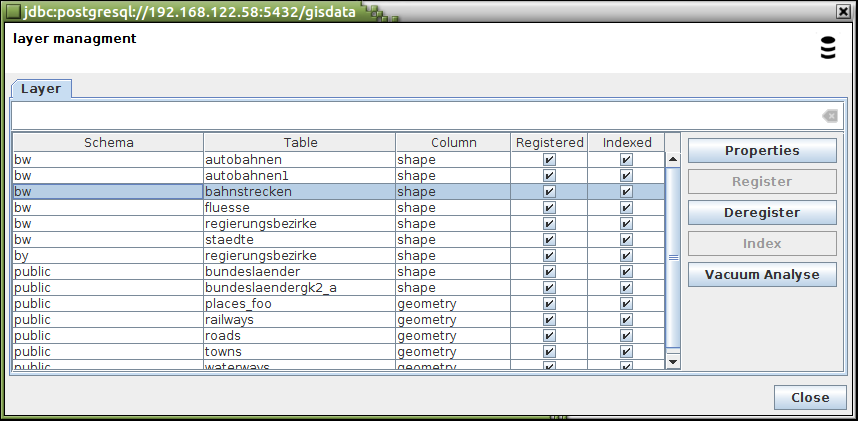 jdbc:postgresql://192.168.122.58:5432/gisdata
layer managment
Layer
Schema Table Column Registered Indexed
bw autobahnen shape
bw autobahnen1 shape
bw bahnstrecken shape
bw fluesse shape
bw regierungsbezirke shape
bw staedte shape
by regierungsbezirke shape
public bundeslaender shape
public bundeslaendergk2_a shape
public places_foo geometry
public railways geometry
public roads geometry
public towns geometry
public waterways geometry
Properties
Register
Deregister
Index
Vacuum Analyse
Close